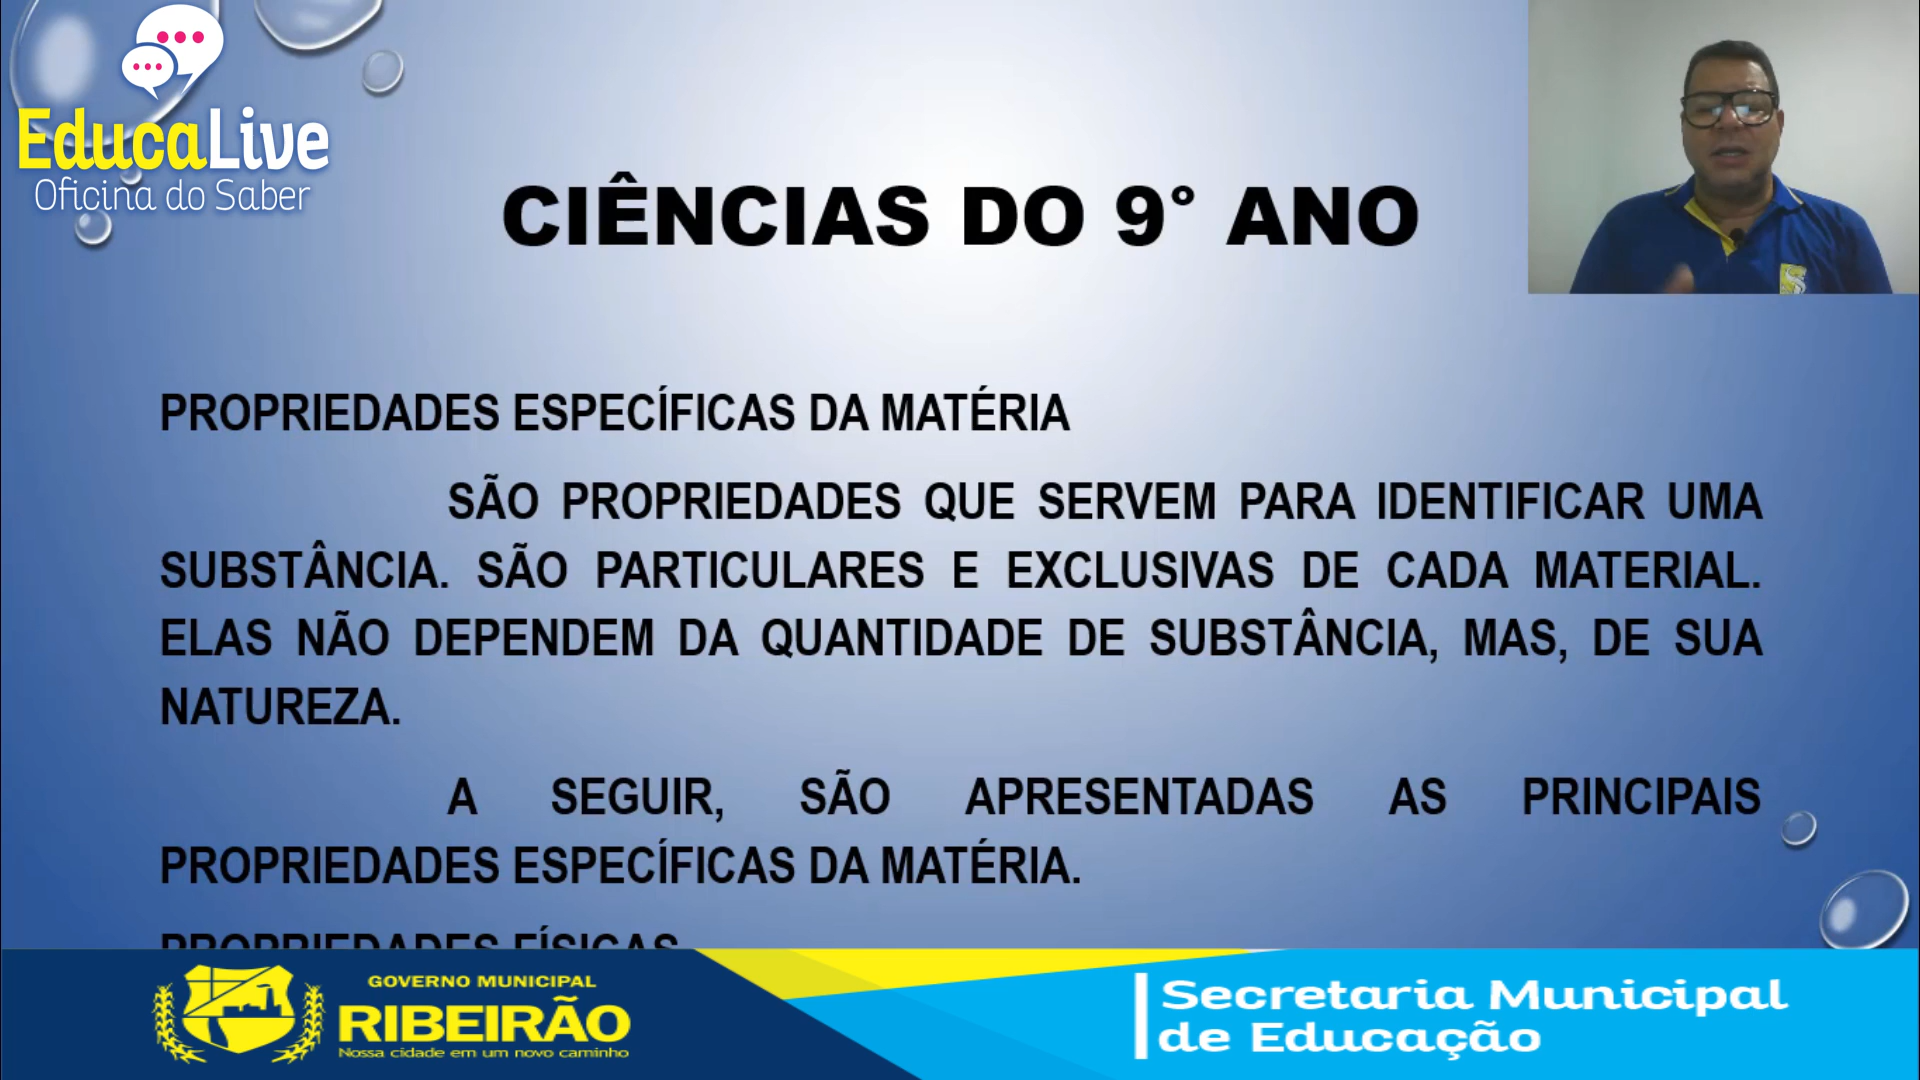 EducaLive
Oficina do Saber
CIÊNCIAS DO 9° ANO
PROPRIEDADES ESPECÍFICAS DA MATÉRIA
SÃO PROPRIEDADES QUE SERVEM PARA IDENTIFICAR UMA
SUBSTÂNCIA. SÃO PARTICULARES E EXCLUSIVAS DE CADA MATERIAL.
ELAS NÃO DEPENDEM DA QUANTIDADE DE SUBSTÂNCIA, MAS, DE SUA
NATUREZA.
A SEGUIR, SÃO APRESENTADAS AS PRINCIPAIS
PROPRIEDADES ESPECÍFICAS DA MATÉRIA.
PROPRIEDADES FÍSICAS
GOVERNO MUNICIPAL
RIBEIRÃO
Nossa cidade em um novo caminho
Secretaria Municipal
de Educação